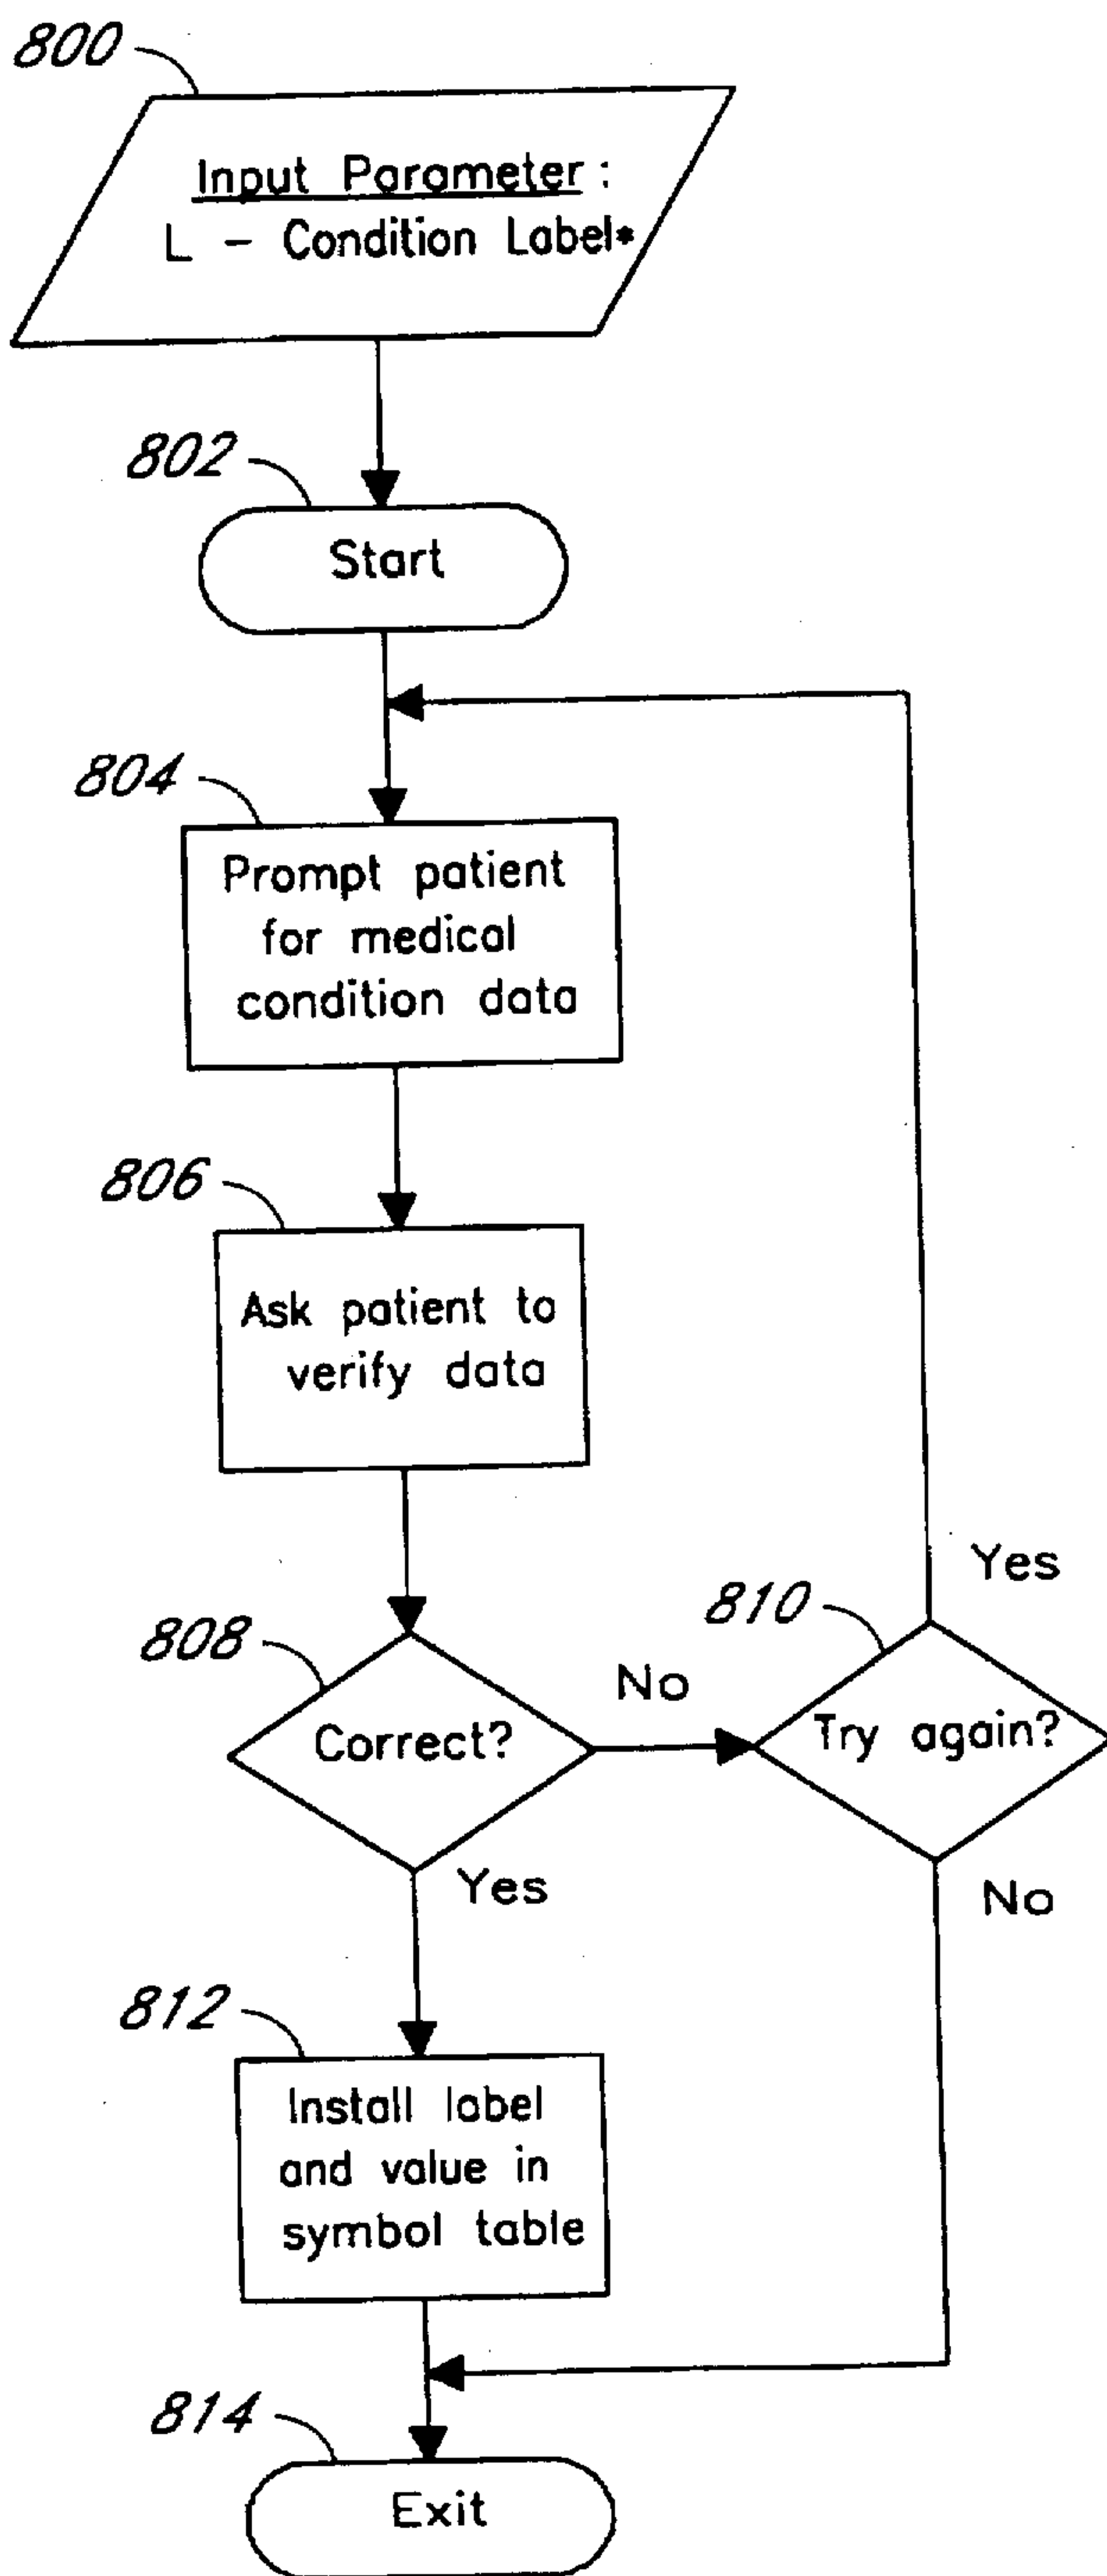 800
Input Parameter :
L - Condition Label*
802
Start
804
Prompt patient
for medical
condition data
806
Ask patient to
verify data
Yes
808
810
No
Correct?
Try again?
Yes
No
812
Install label
and value in
symbol table
814
Exit